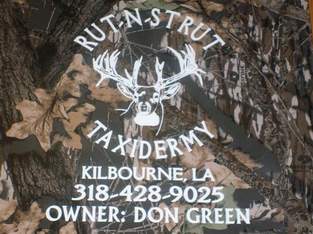 RUT-N-STRUT
TAXIDERMY
KILBOURNE, LA
318-428-9025
OWNER: DON GREEN